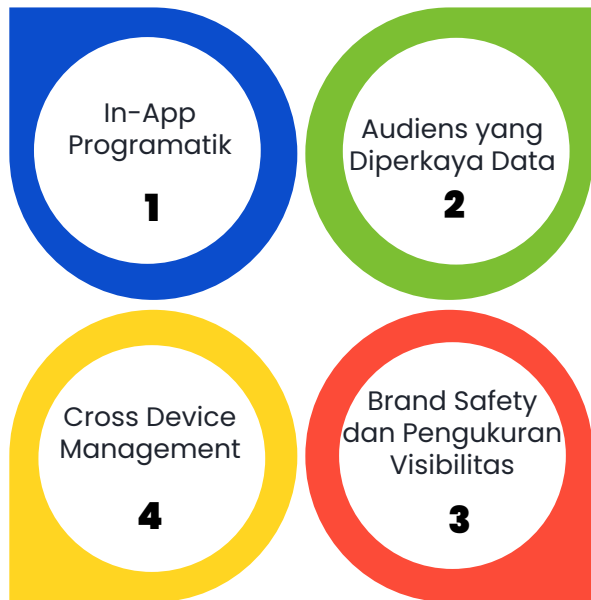 In-App
Programatik
1
Audiens yang
Diperkaya Data
2
Brand Safety
dan Pengukuran
Visibilitas
3
Cross Device
Management
4